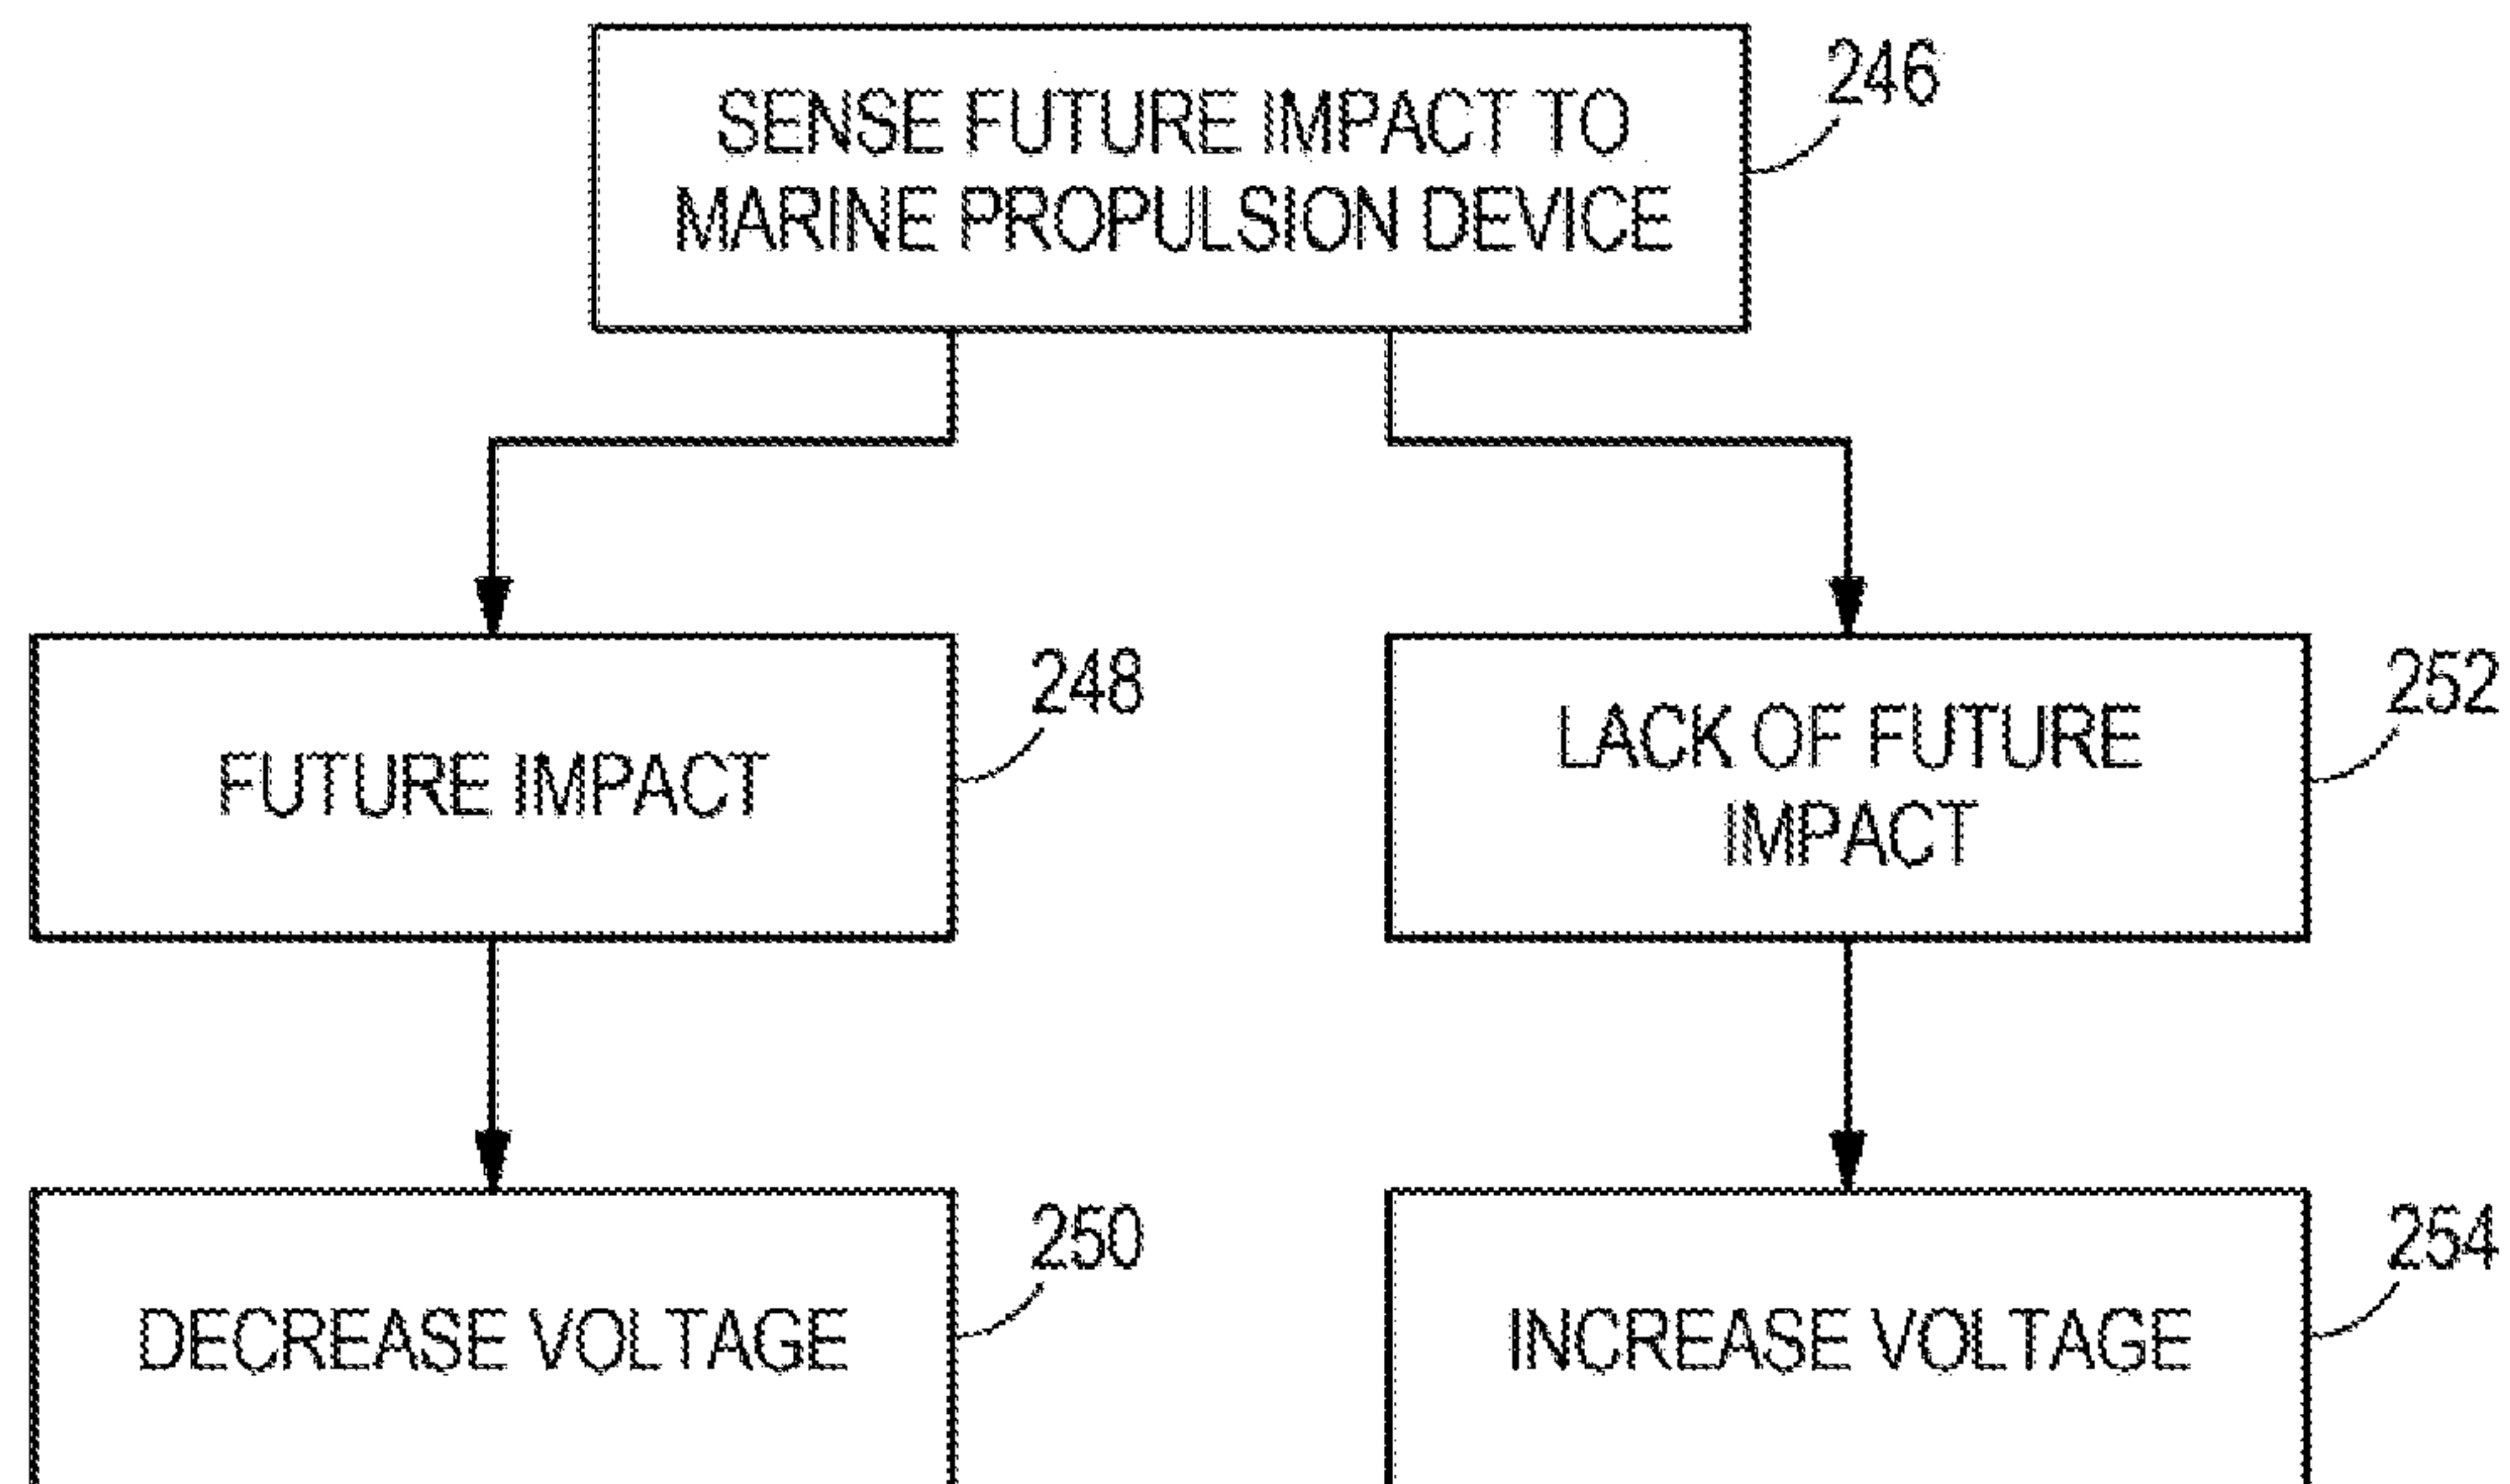 SENSE FUTURE IMPACT TO
MARINE PROPULSION DEVICE
246
FUTURE IMPACT
248
LACK OF FUTURE
IMPACT
252
DECREASE VOLTAGE
250
INCREASE VOLTAGE
254